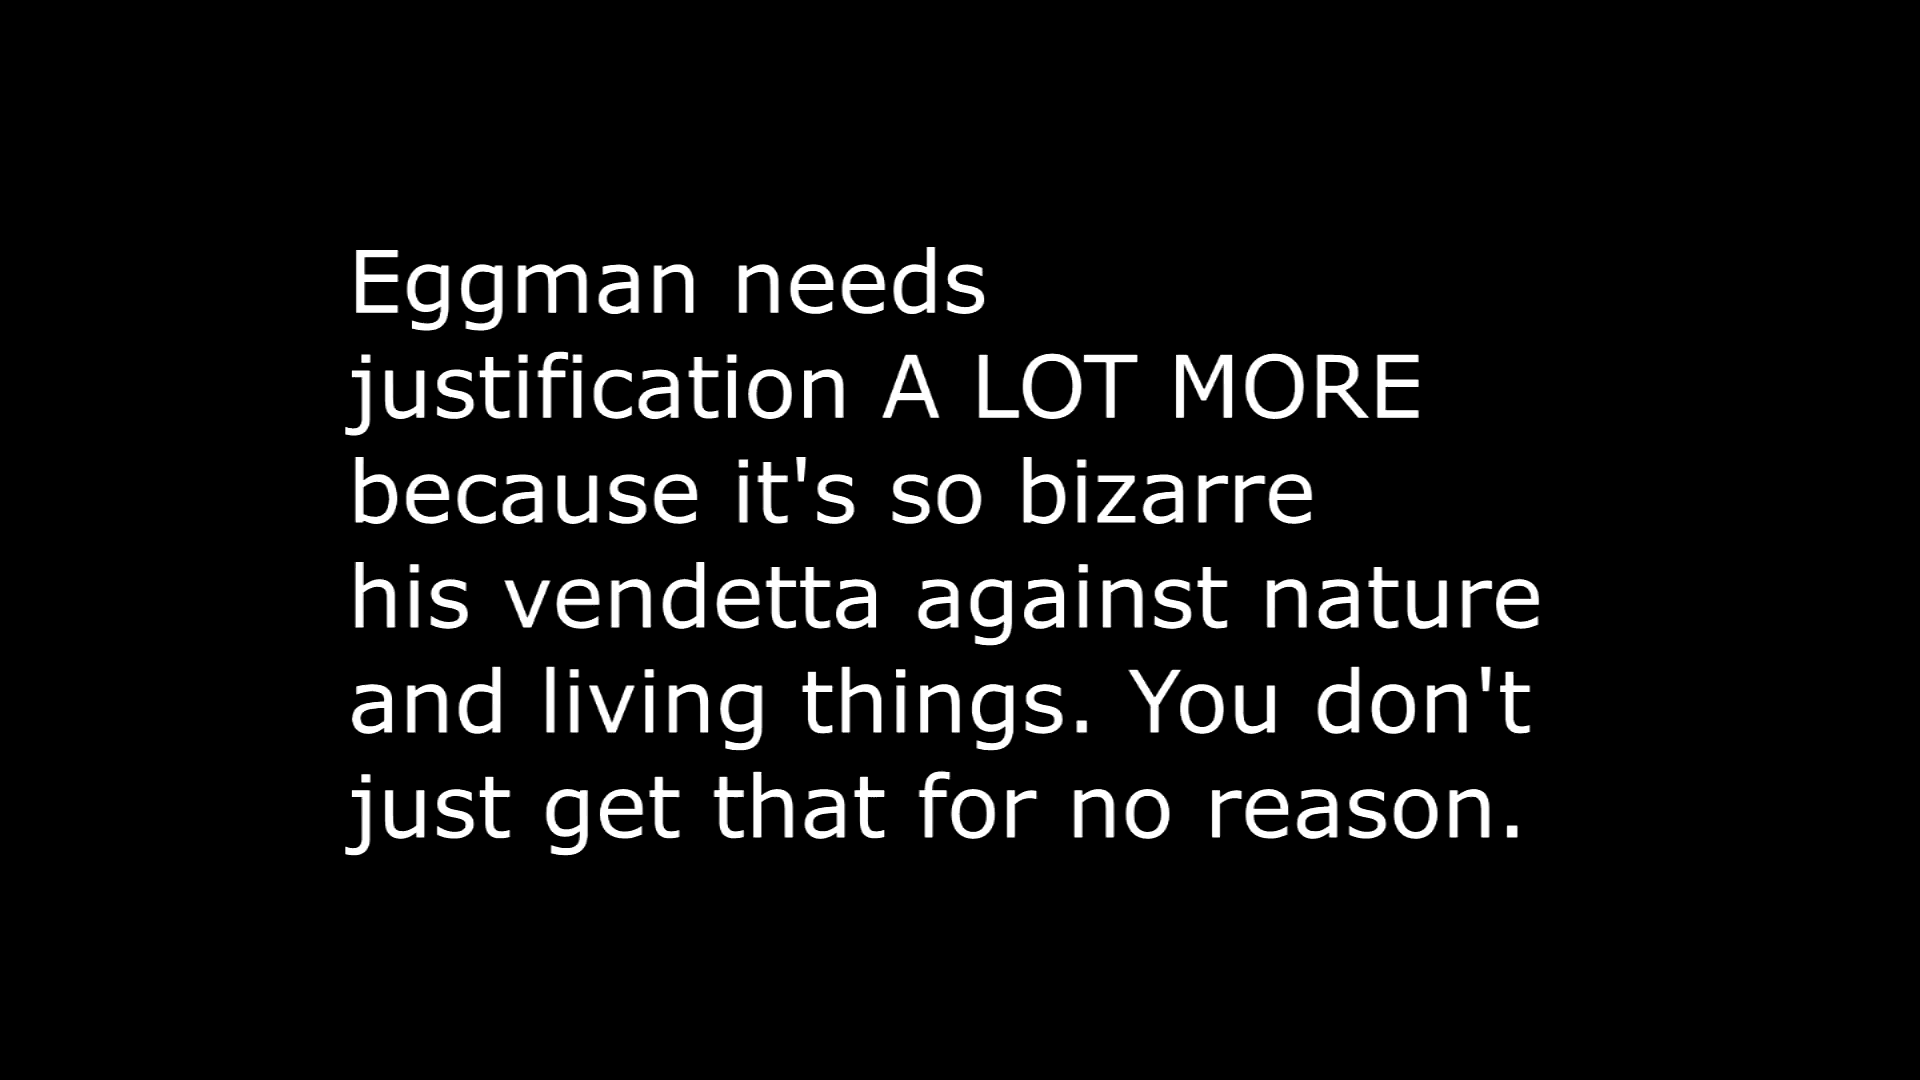 Eggman needs
justification A LOT MORE
because it's so bizarre
his vendetta against nature
and living things. You don't
just get that for no reason.